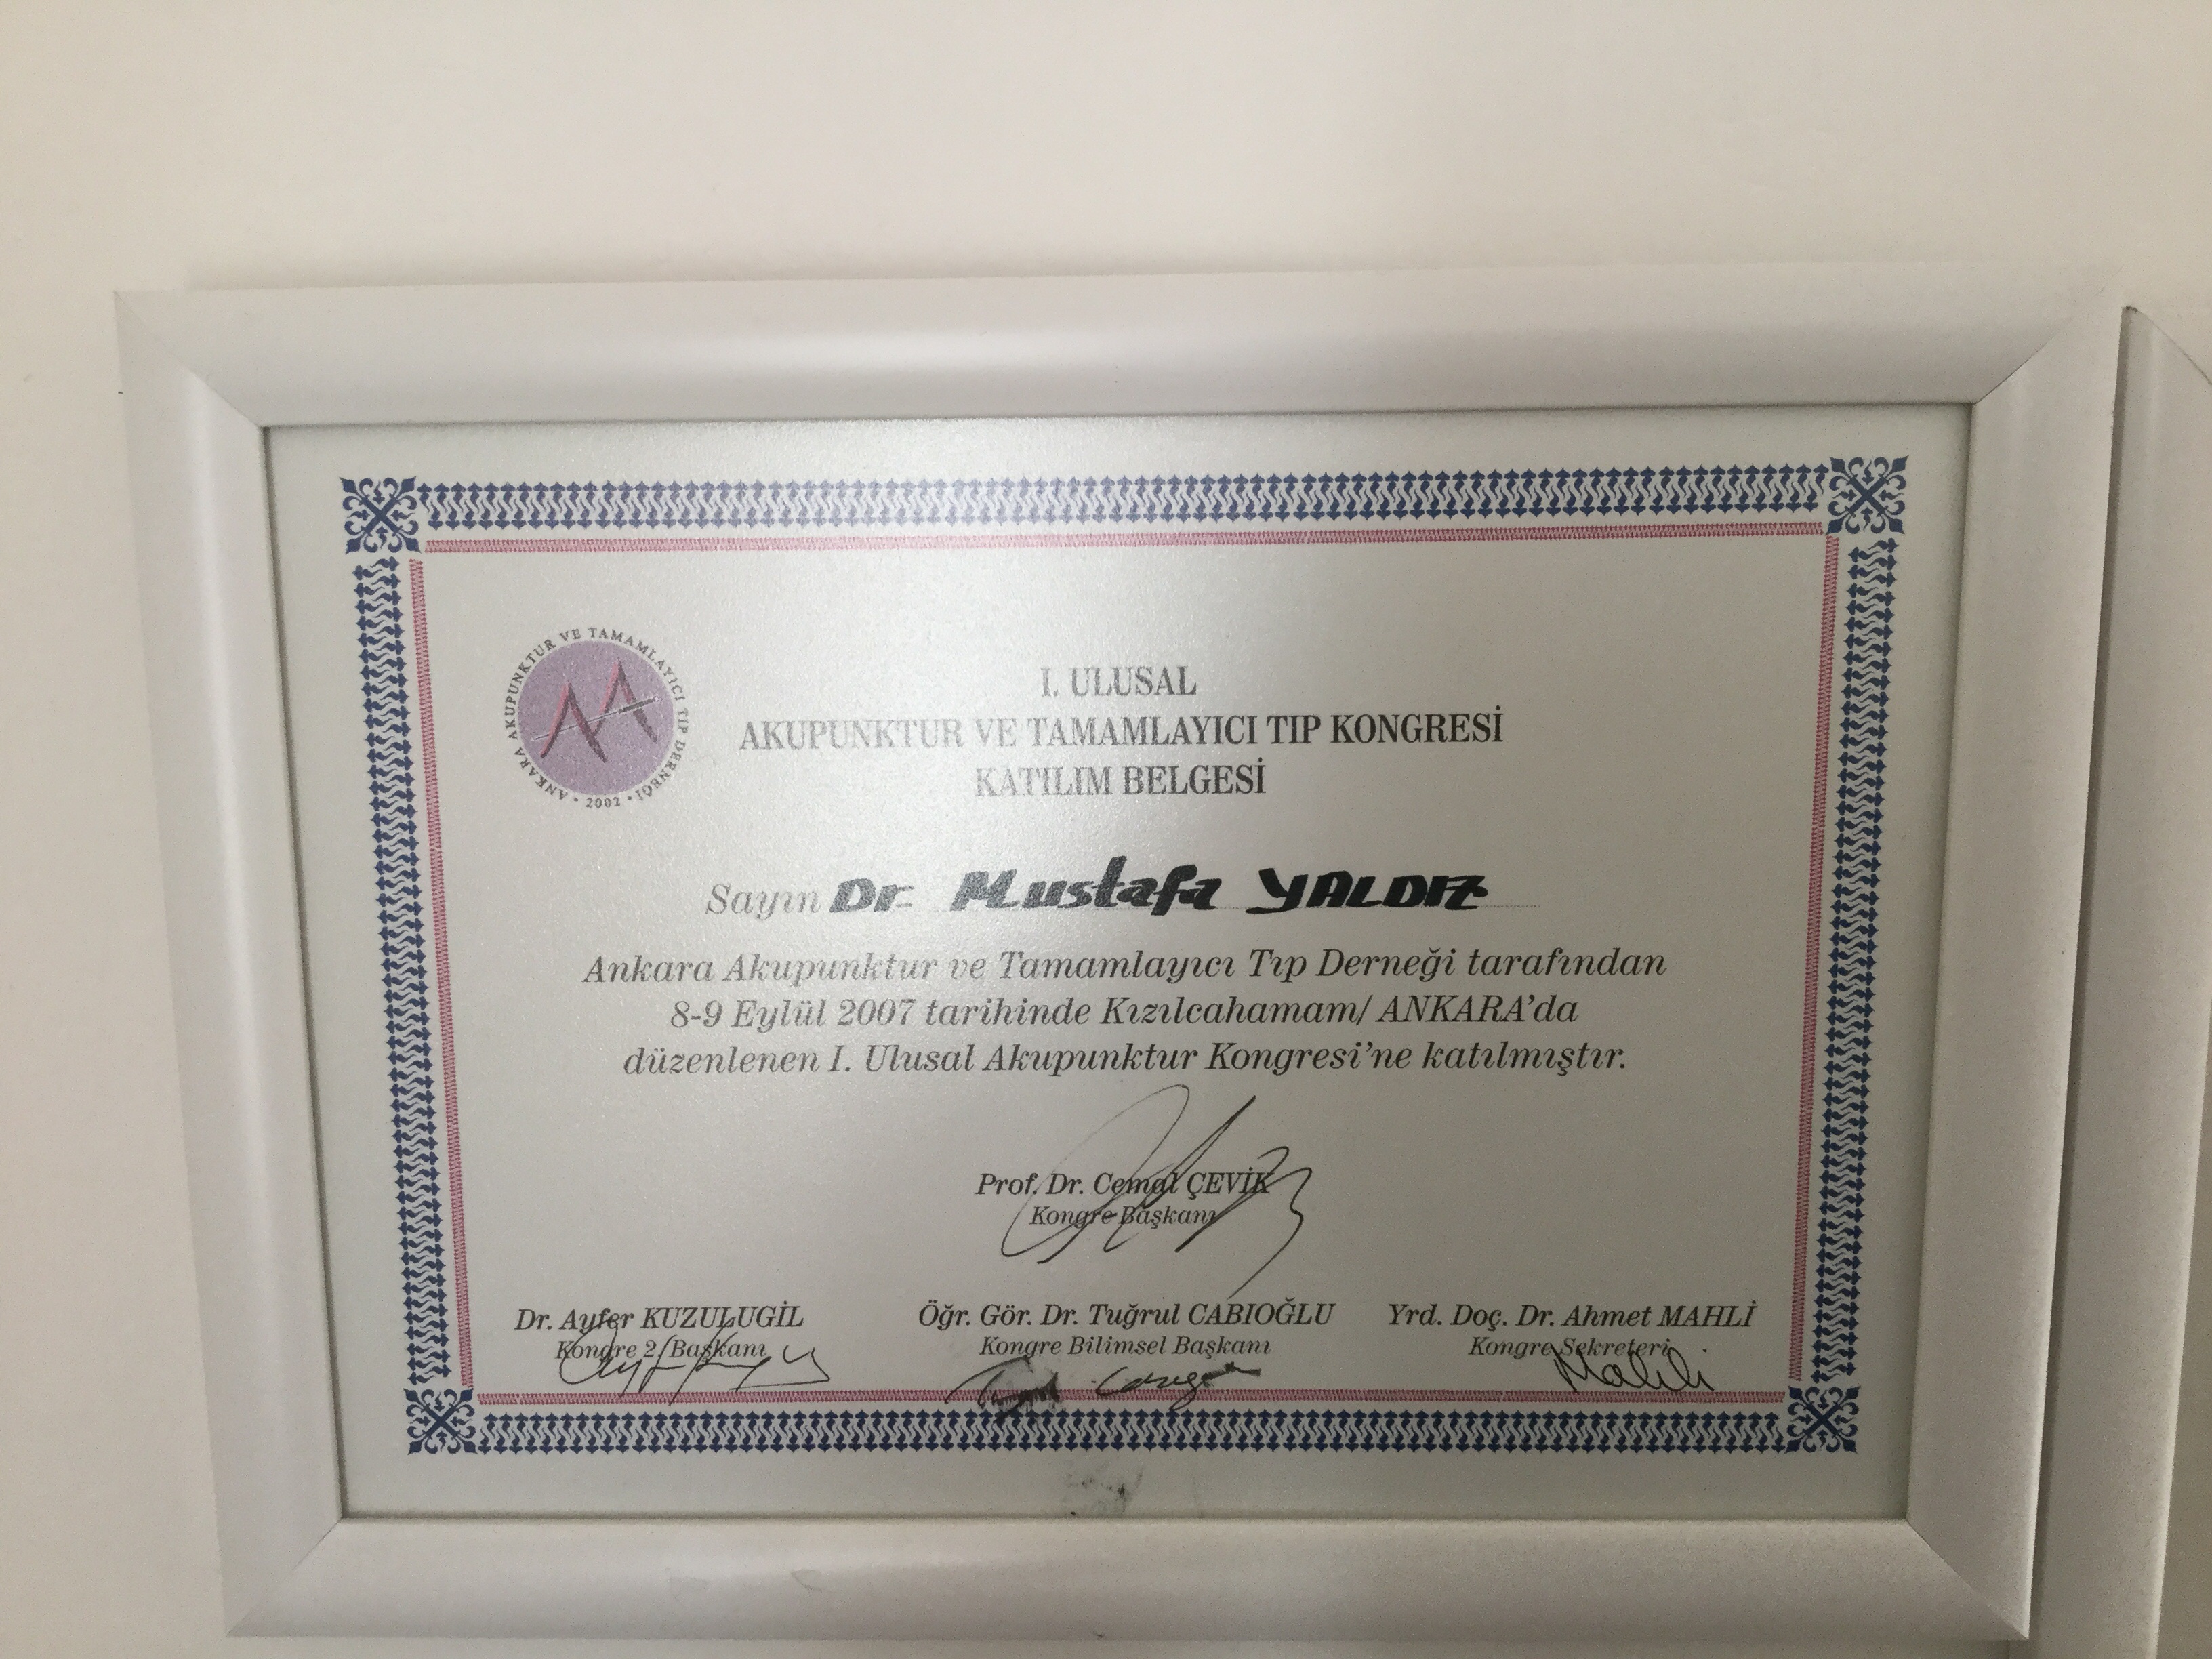 ANKARA AKUPUNKTUR VE TAMAMLAYICI TIP DERNEĞİ • 2002 •
I. ULUSAL
AKUPUNKTUR VE TAMAMLAYICI TIP KONGRESİ
KATILIM BELGESİ
Sayın Dr. Mustafa YALDIZ
Ankara Akupunktur ve Tamamlayıcı Tıp Derneği tarafından
8-9 Eylül 2007 tarihinde Kızılcahamam/ ANKARA'da
düzenlenen I. Ulusal Akupunktur Kongresi'ne katılmıştır.
Prof. Dr. Cemal ÇEVİK
Kongre Başkanı
Dr. Ayfer KUZULUGİL Öğr. Gör. Dr. Tuğrul CABIOĞLU Yrd. Doç. Dr. Ahmet MAHLİ
Kongre 2. Başkanı Kongre Bilimsel Başkanı Kongre Sekreteri